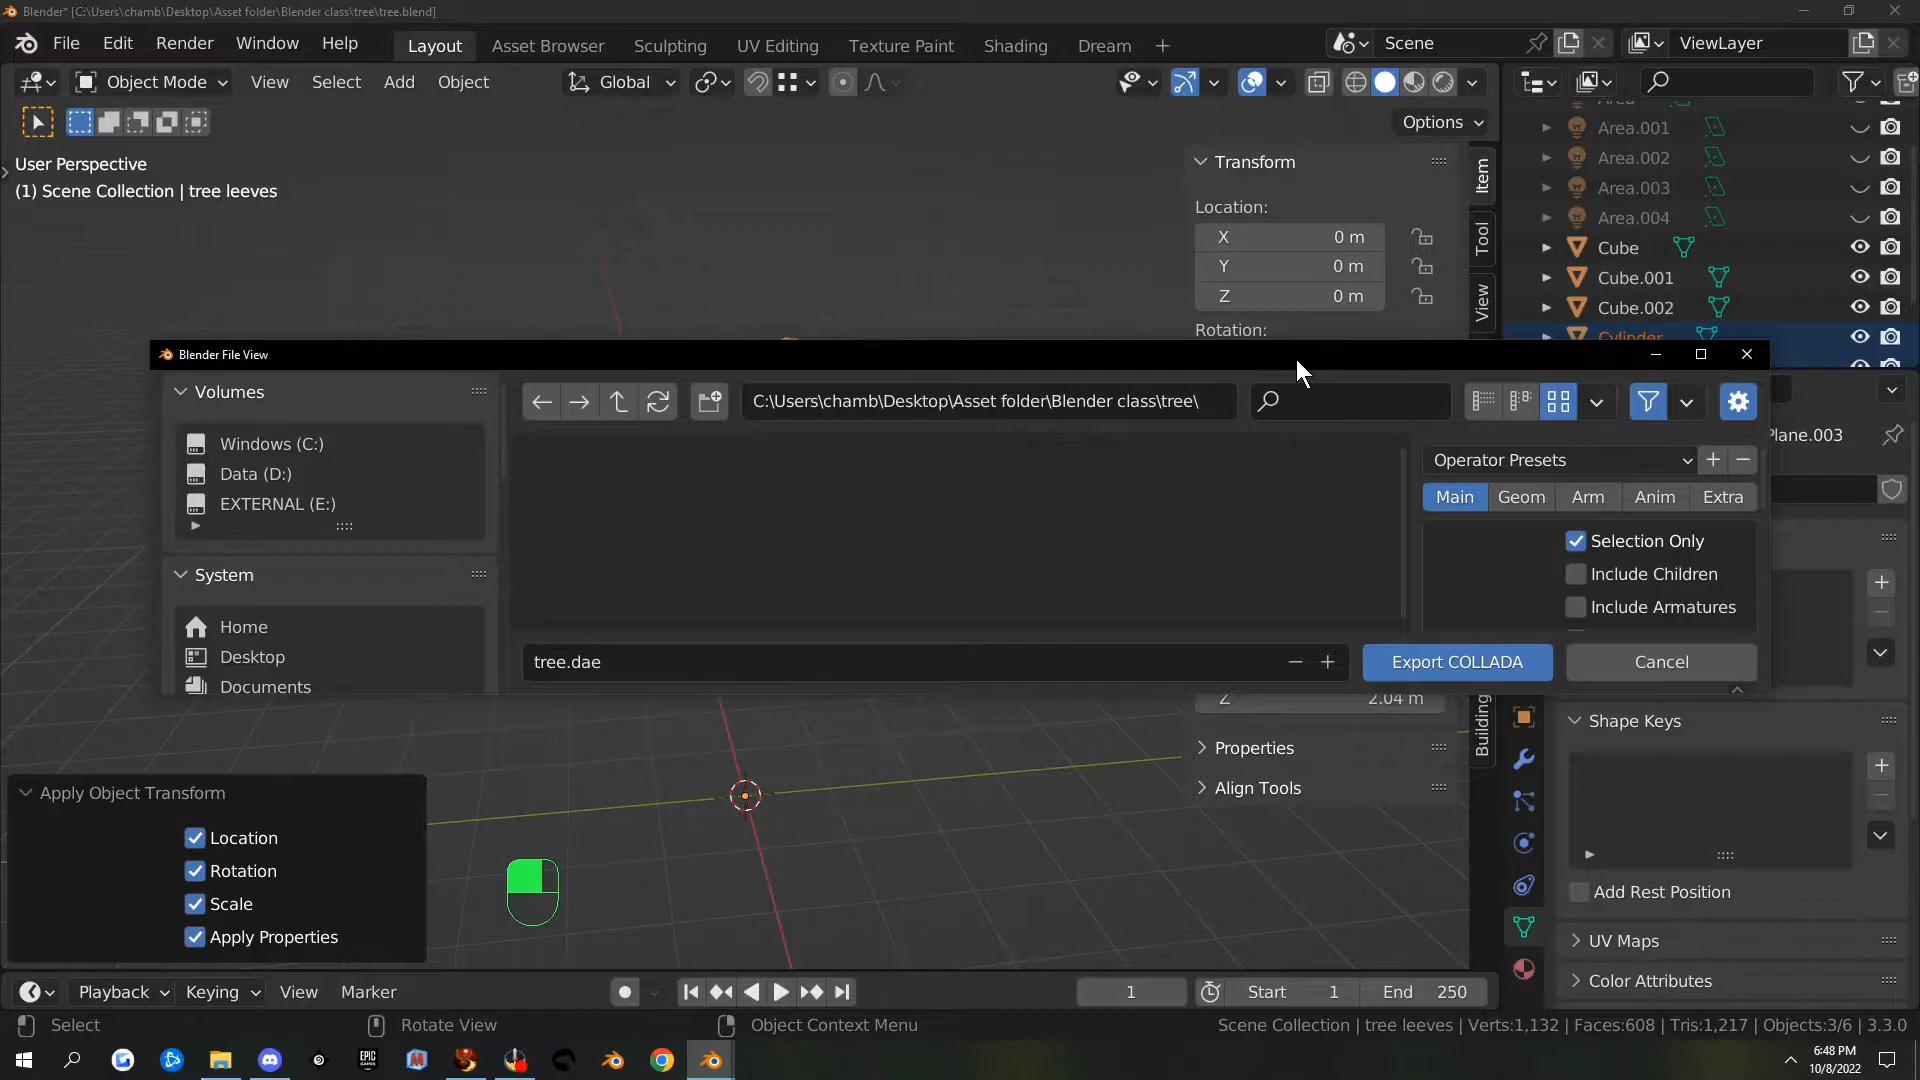 Blender* [C:\Users\chamb\Desktop\Asset folder\Blender class\tree\tree.blend]
File Edit Render Window Help Layout Asset Browser Sculpting UV Editing Texture Paint Shading Dream Scene ViewLayer
Object Mode View Select Add Object Global
Options
User Perspective
(1) Scene Collection | tree leeves
Transform
Location:
X 0 m
Y 0 m
Z 0 m
Rotation:
Item
Tool
View
Area
Area.001
Area.002
Area.003
Area.004
Cube
Cube.001
Cube.002
Cylinder
Blender File View
Volumes
Windows (C:)
Data (D:)
EXTERNAL (E:)
System
Home
Desktop
Documents
C:\Users\chamb\Desktop\Asset folder\Blender class\tree\
Operator Presets
Main Geom Arm Anim Extra
Selection Only
Include Children
Include Armatures
tree.dae
Export COLLADA Cancel
Plane.003
Z 2.04 m
Building
Properties
Align Tools
Shape Keys
Add Rest Position
UV Maps
Color Attributes
Apply Object Transform
Location
Rotation
Scale
Apply Properties
Playback Keying View Marker 1 Start 1 End 250
Select Rotate View Object Context Menu Scene Collection | tree leeves | Verts:1,132 | Faces:608 | Tris:1,217 | Objects:3/6 | 3.3.0
EPIC GAMES
6:48 PM
10/8/2022